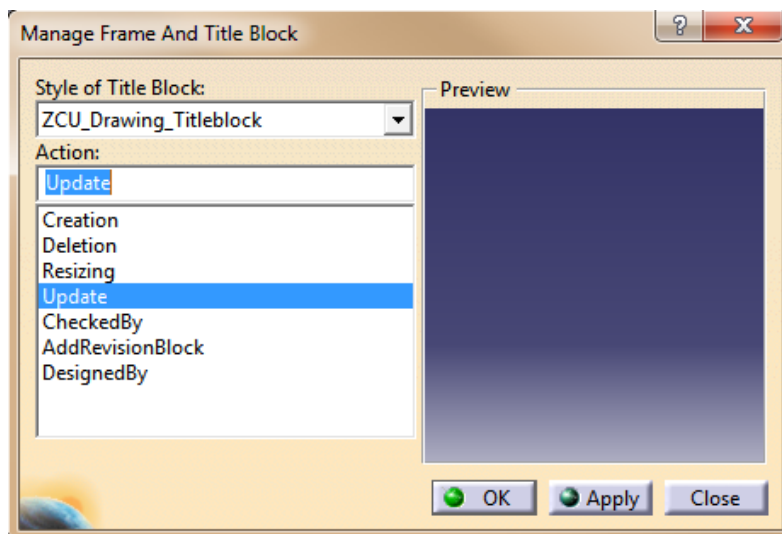 Manage Frame And Title Block
Style of Title Block:
ZCU_Drawing_Titleblock
Action:
Update
Creation
Deletion
Resizing
Update
CheckedBy
AddRevisionBlock
DesignedBy
Preview
OK Apply Close